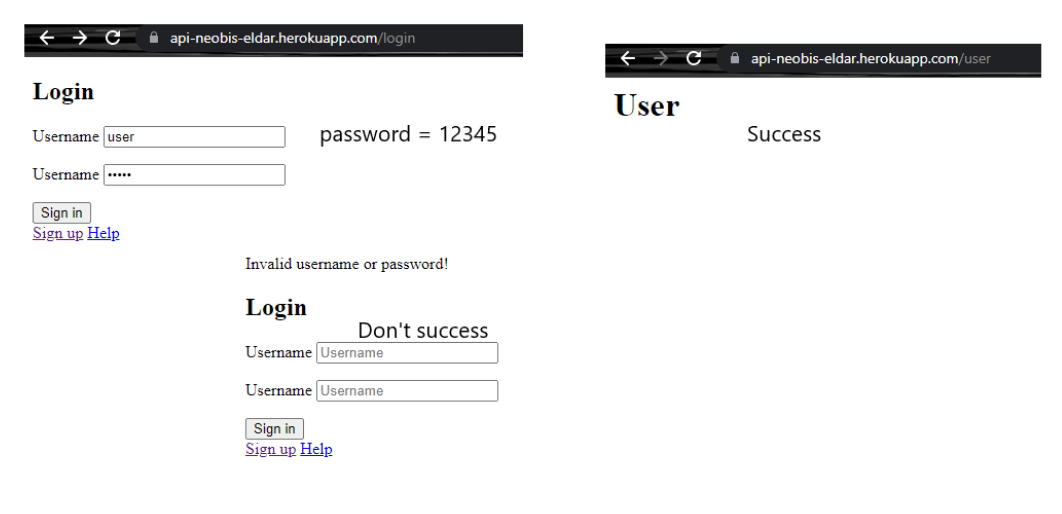 api-neobis-eldar.herokuapp.com/login
Login
Username user
password = 12345
Username •••••
Sign in
Sign up Help
Invalid username or password!
Login
Don't success
Username Username
Username Username
Sign in
Sign up Help
api-neobis-eldar.herokuapp.com/user
User
Success